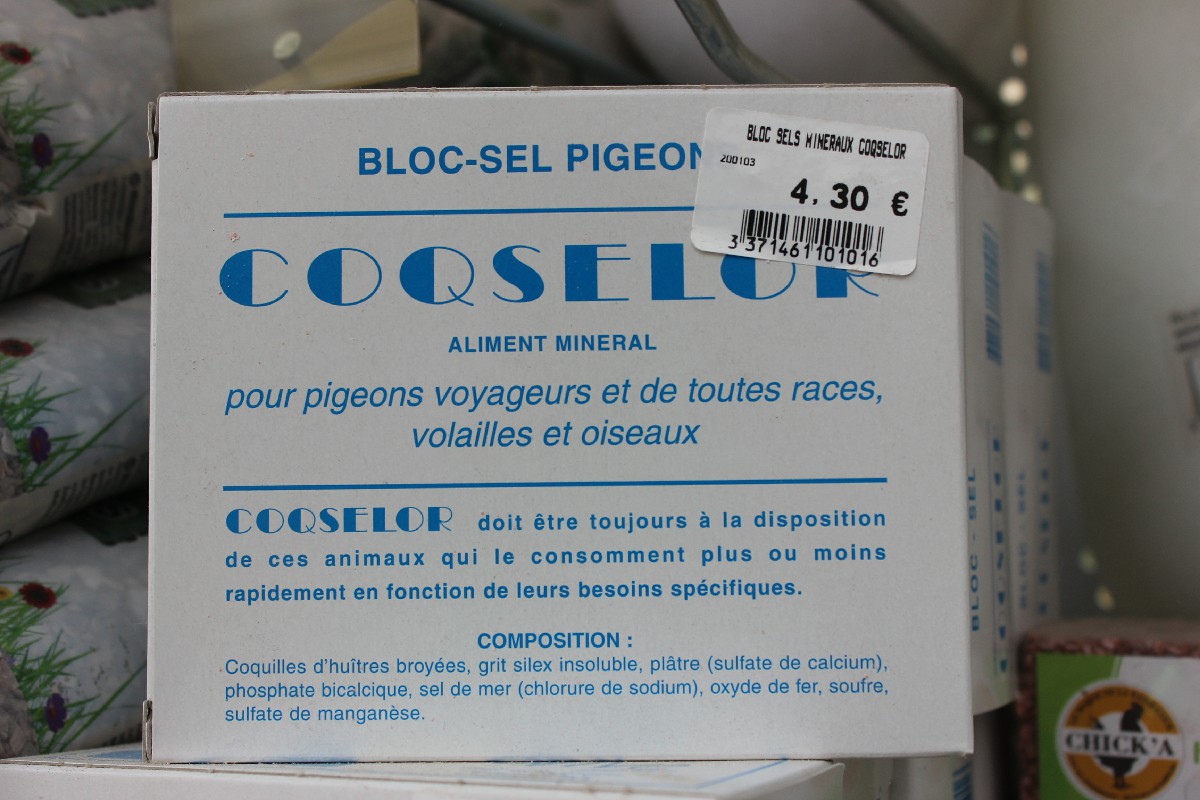 BLOC-SEL PIGEON
BLOC SELS MINERAUX COQSELOR
200103
4,30 €
3 371461 101016
COQSELOR
ALIMENT MINERAL
pour pigeons voyageurs et de toutes races,
volailles et oiseaux
COQSELOR doit être toujours à la disposition
de ces animaux qui le consomment plus ou moins
rapidement en fonction de leurs besoins spécifiques.
COMPOSITION :
Coquilles d'huîtres broyées, grit silex insoluble, plâtre (sulfate de calcium),
phosphate bicalcique, sel de mer (chlorure de sodium), oxyde de fer, soufre,
sulfate de manganèse.
BLOC - SEL
BLOC - SEL
CHICK'A